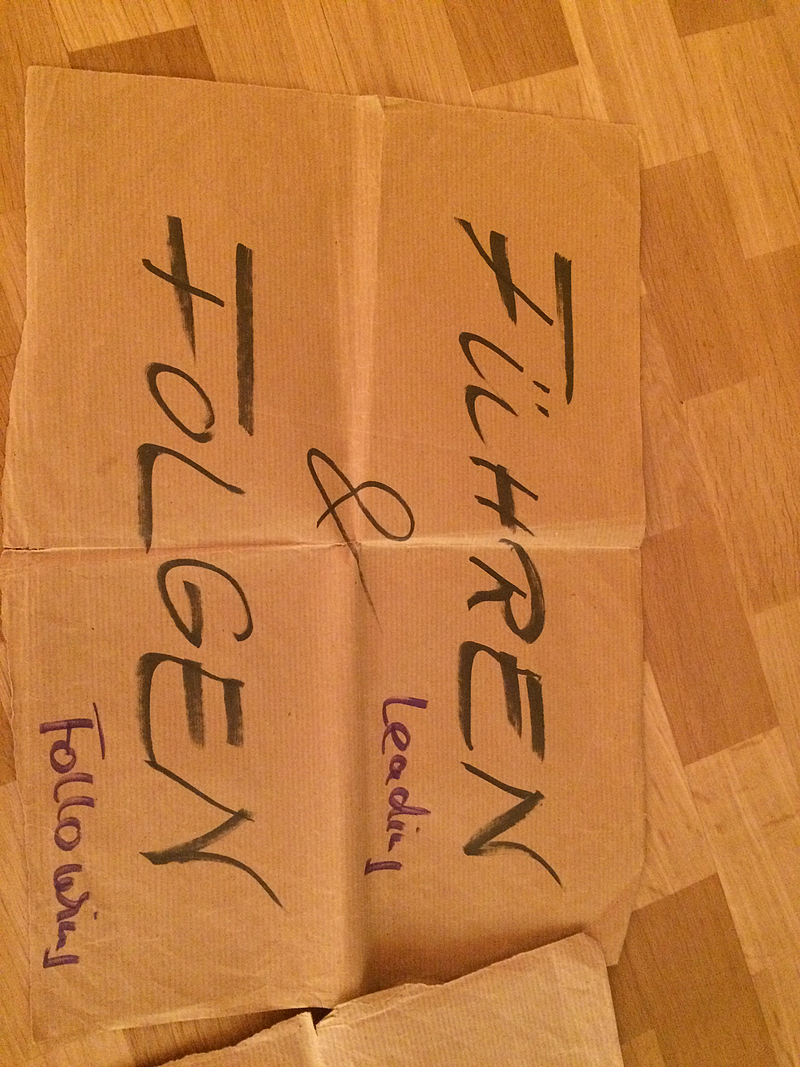 FÜHREN
Leading
&
FOLGEN
Following